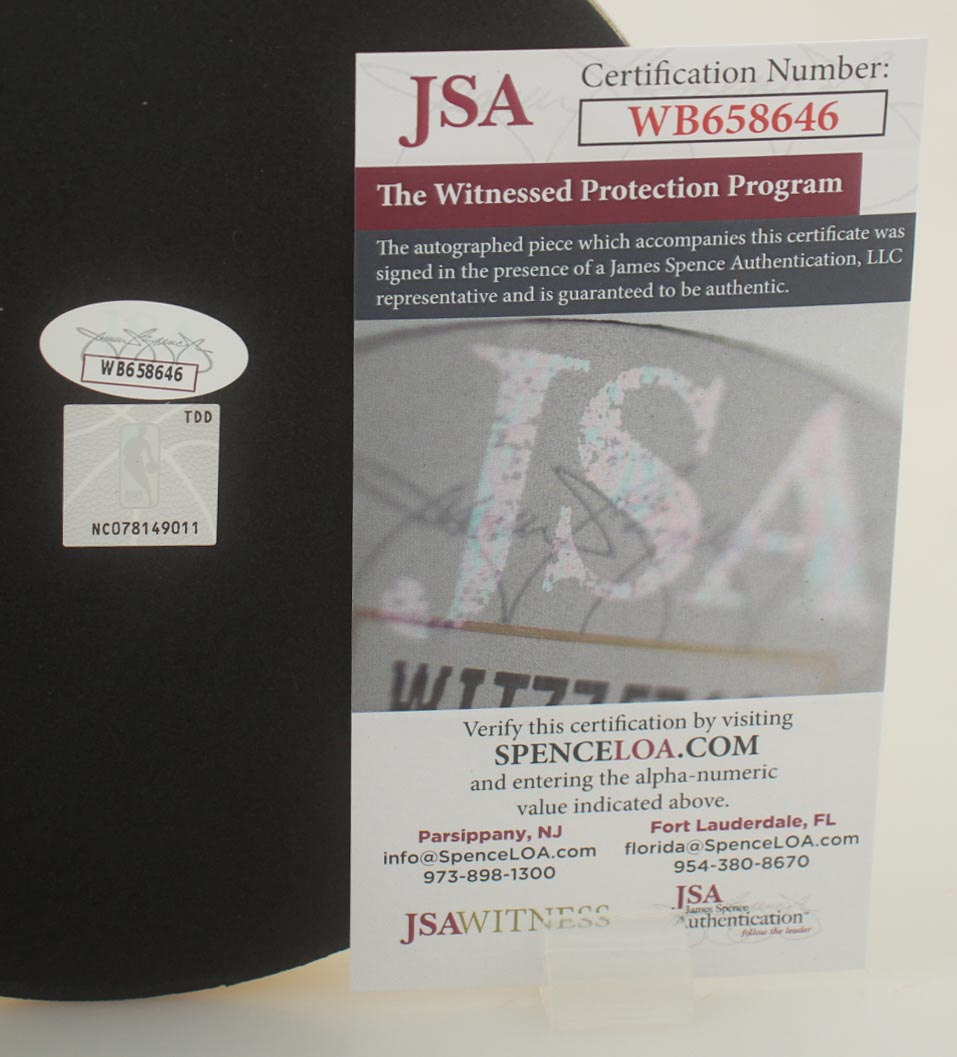 WB658646
TDD
NBA
NC078149011
JSA
Certification Number:
WB658646
The Witnessed Protection Program
The autographed piece which accompanies this certificate was
signed in the presence of a James Spence Authentication, LLC
representative and is guaranteed to be authentic.
JSA
Verify this certification by visiting
SPENCELOA.COM
and entering the alpha-numeric
value indicated above.
Parsippany, NJ
info@SpenceLOA.com
973-898-1300
Fort Lauderdale, FL
florida@SpenceLOA.com
954-380-8670
JSAWITNESS
JSA
James Spence
Authentication
follow the leader